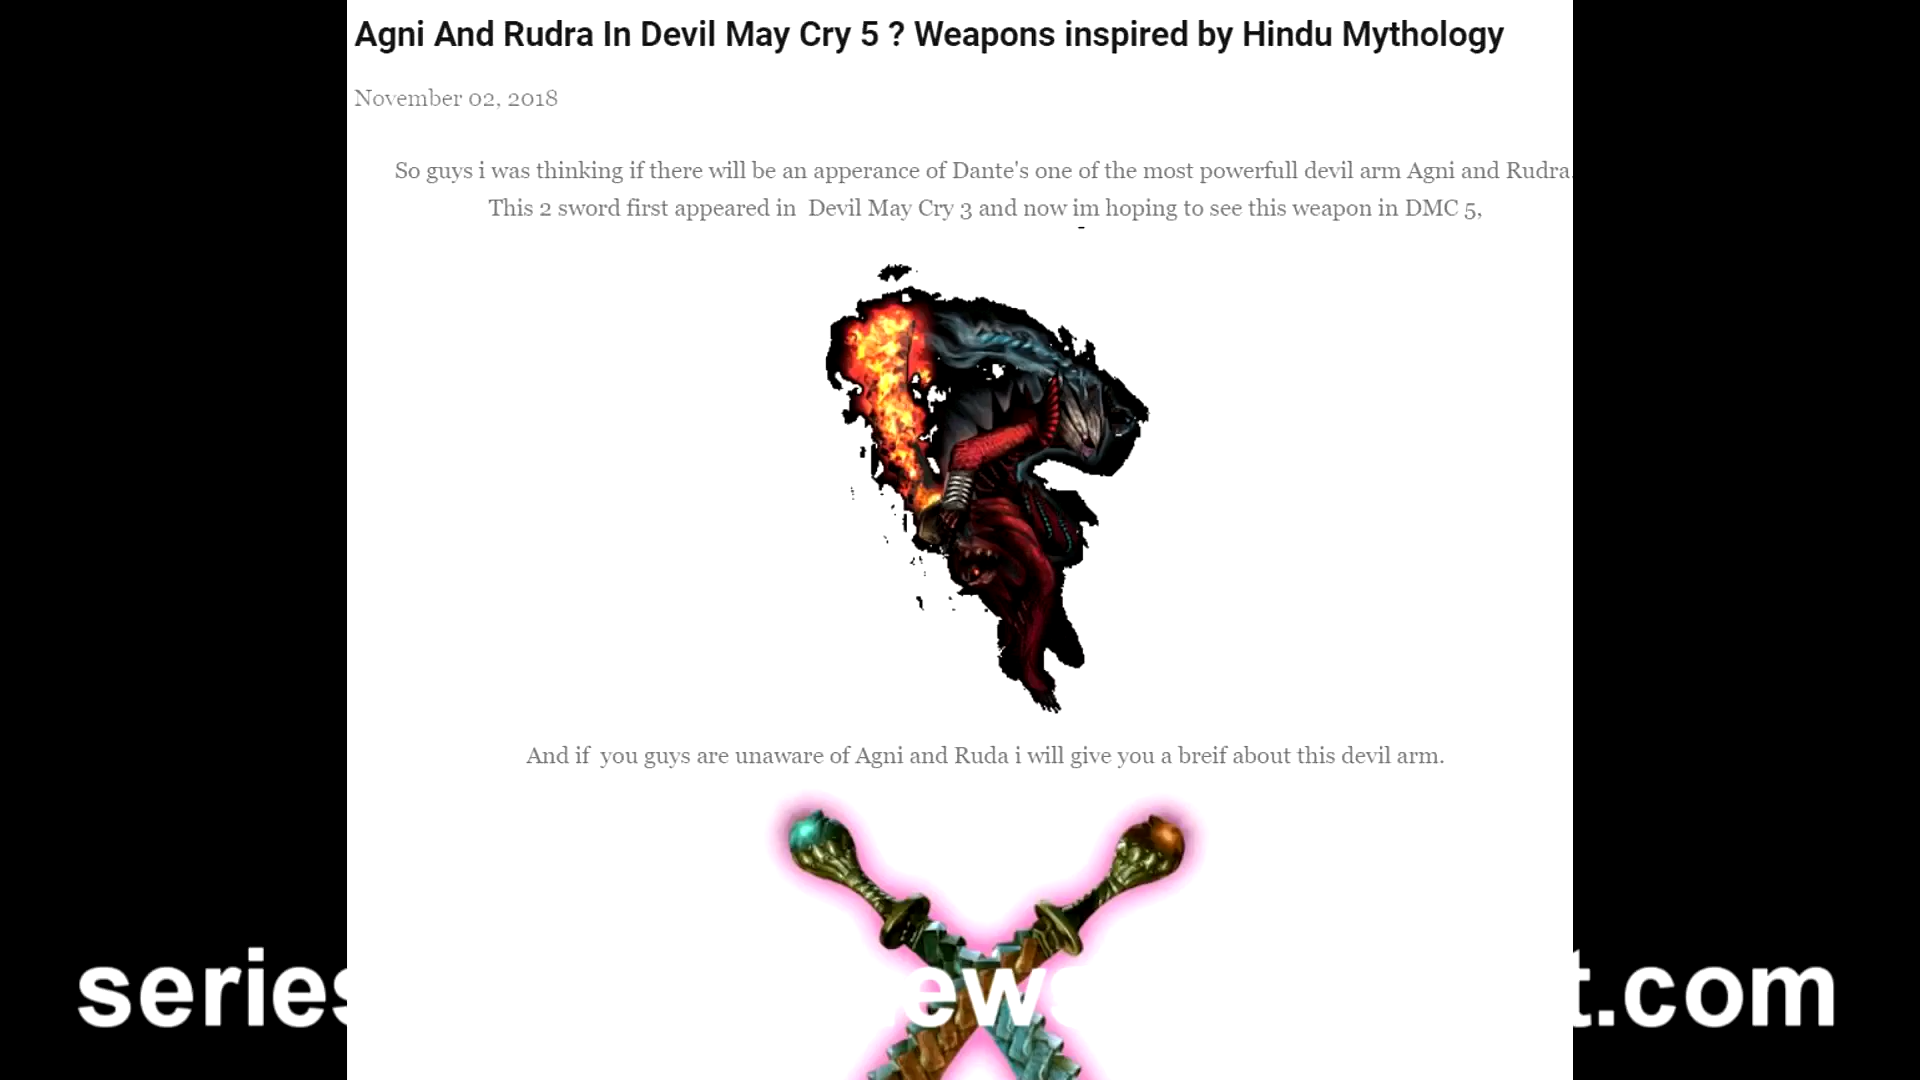 Agni And Rudra In Devil May Cry 5 ? Weapons inspired by Hindu Mythology
November 02, 2018
So guys i was thinking if there will be an apperance of Dante's one of the most powerfull devil arm Agni and Rudra.
This 2 sword first appeared in Devil May Cry 3 and now im hoping to see this weapon in DMC 5,
And if you guys are unaware of Agni and Ruda i will give you a breif about this devil arm.
.com